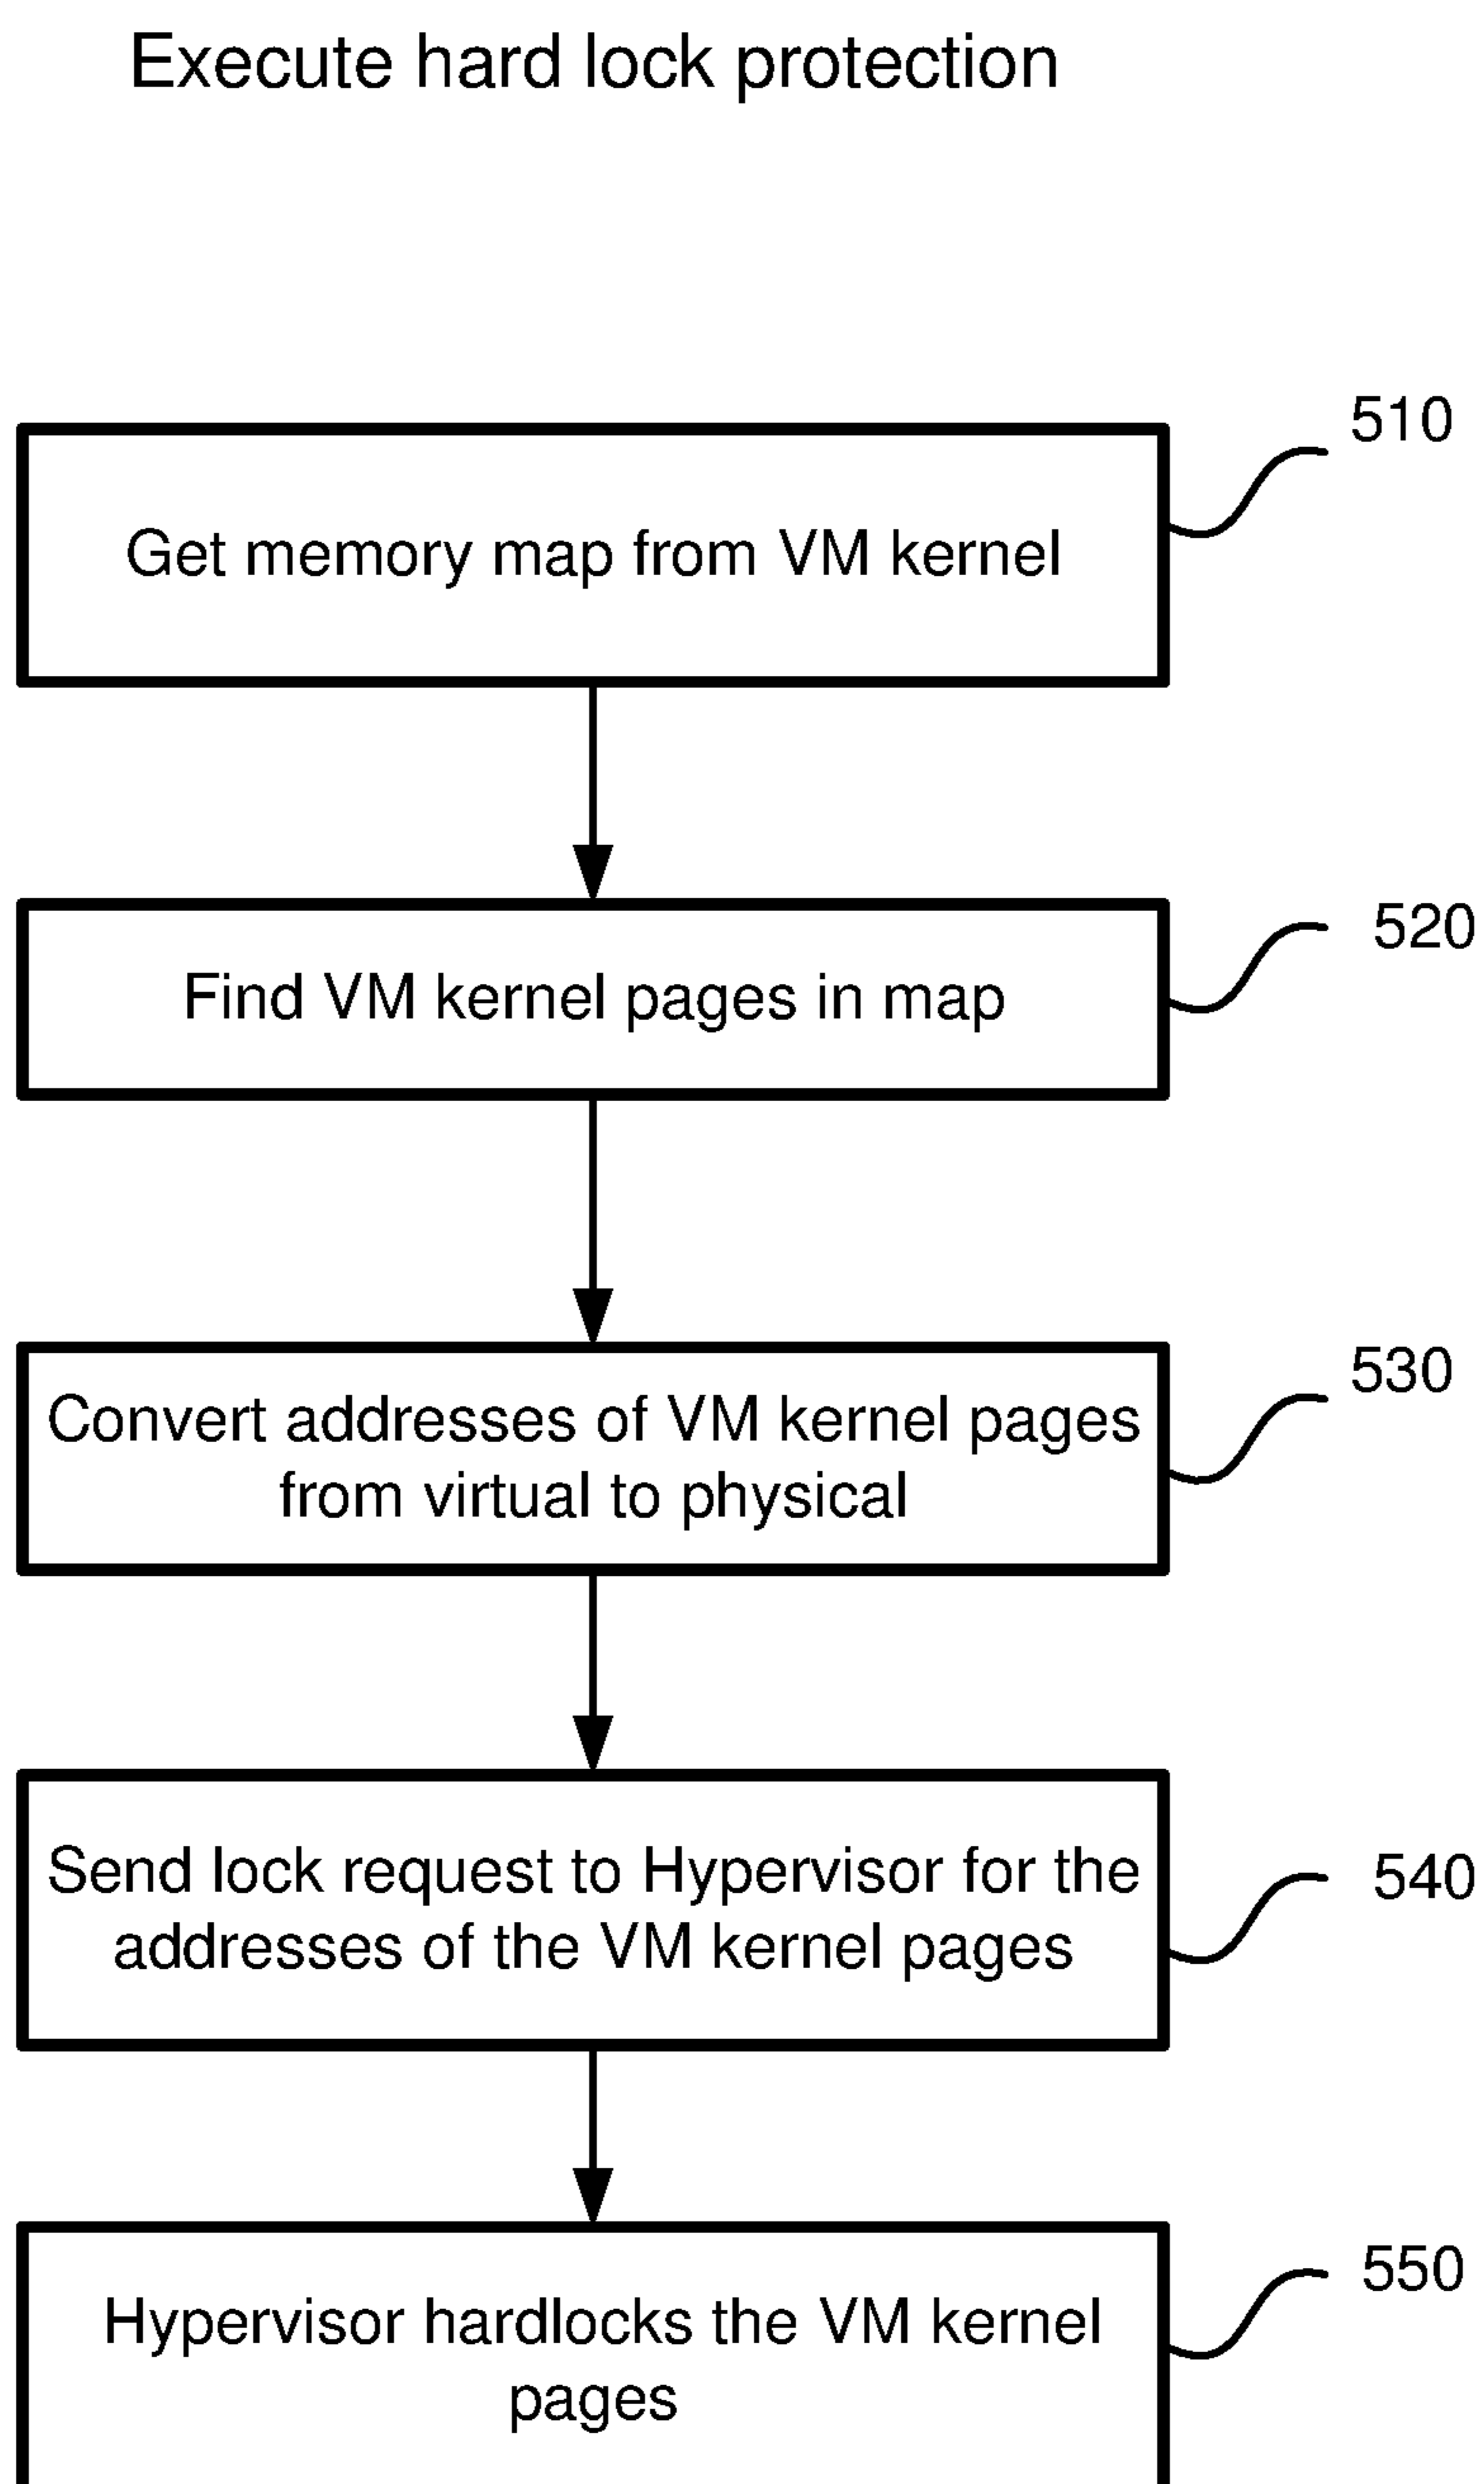 Execute hard lock protection
510
Get memory map from VM kernel
520
Find VM kernel pages in map
530
Convert addresses of VM kernel pages
from virtual to physical
540
Send lock request to Hypervisor for the
addresses of the VM kernel pages
550
Hypervisor hardlocks the VM kernel
pages